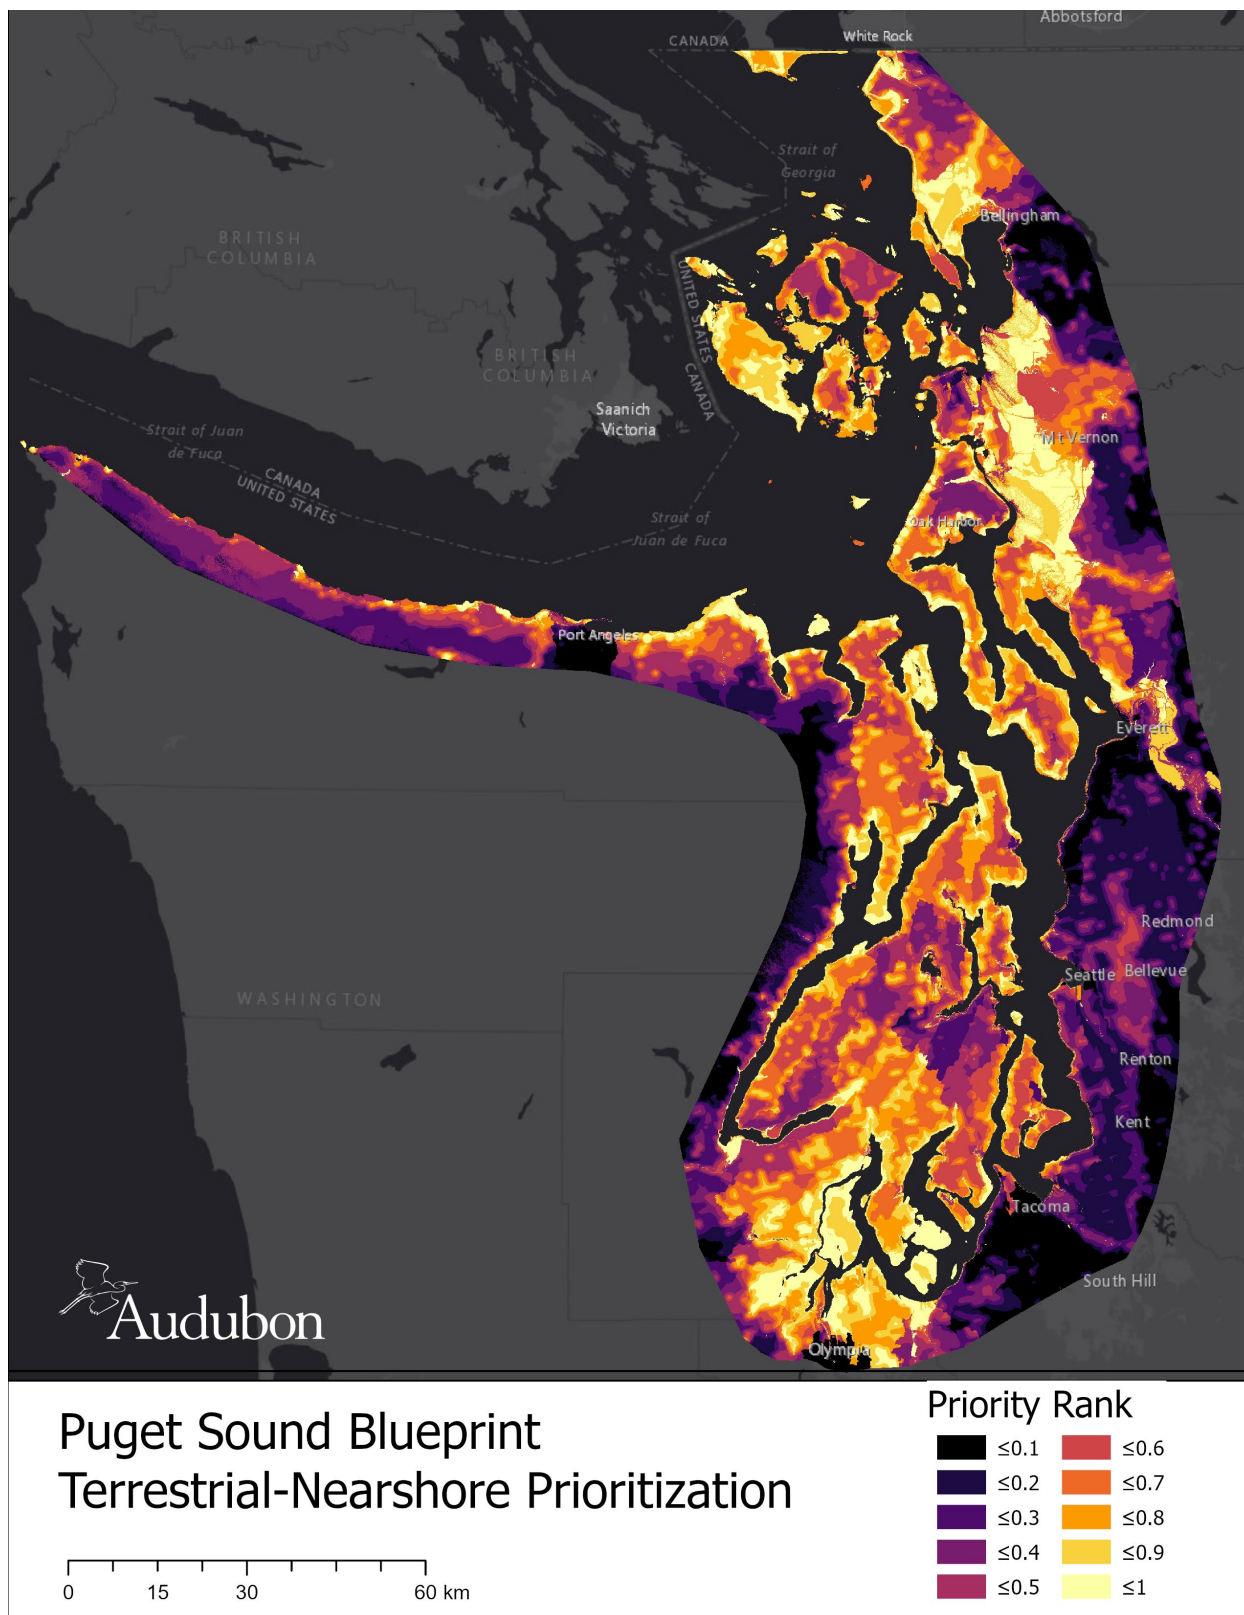 Abbotsford
White Rock
CANADA
Strait of
Georgia
Bellingham
BRITISH
COLUMBIA
UNITED STATES
CANADA
BRITISH
COLUMBIA
Saanich
Victoria
Strait of Juan
de Fuca
CANADA
UNITED STATES
Mt Vernon
Oak Harbor
Strait of
Juan de Fuca
Port Angeles
Everett
Redmond
Seattle
Bellevue
WASHINGTON
Renton
Kent
Tacoma
South Hill
Olympia
Audubon
Puget Sound Blueprint
Terrestrial-Nearshore Prioritization
0 15 30 60 km
Priority Rank
≤0.1 ≤0.6
≤0.2 ≤0.7
≤0.3 ≤0.8
≤0.4 ≤0.9
≤0.5 ≤1